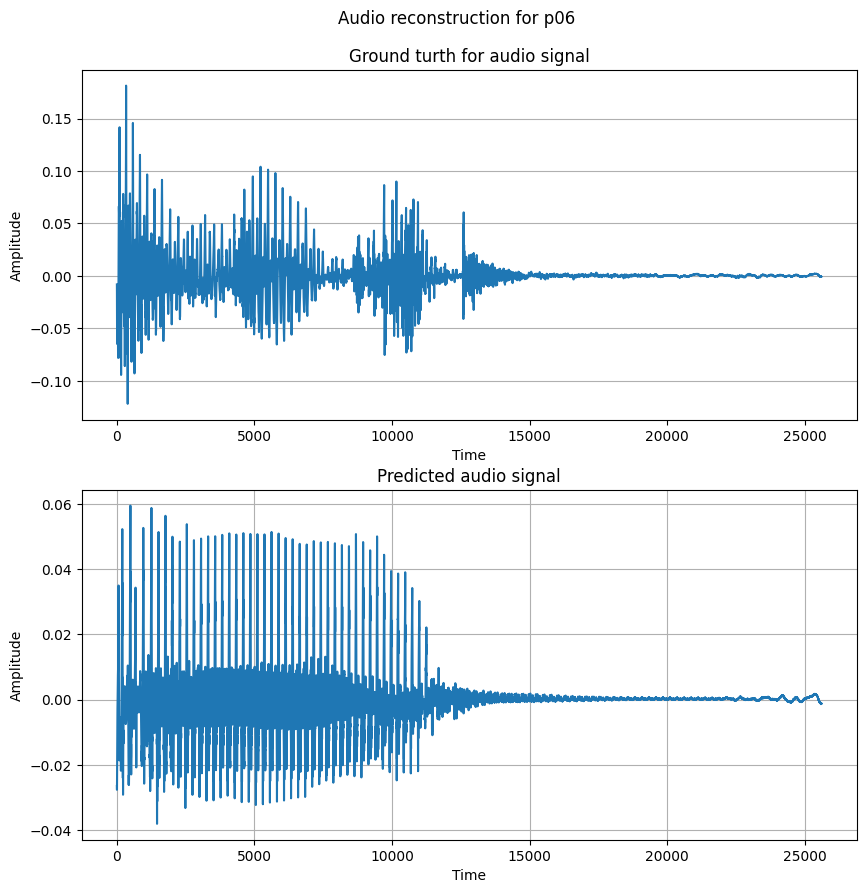 Audio reconstruction for p06
Ground turth for audio signal
0.15
0.10
0.05
0.00
−0.05
−0.10
Amplitude
0 5000 10000 15000 20000 25000
Time
Predicted audio signal
0.06
0.04
0.02
0.00
−0.02
−0.04
Amplitude
0 5000 10000 15000 20000 25000
Time